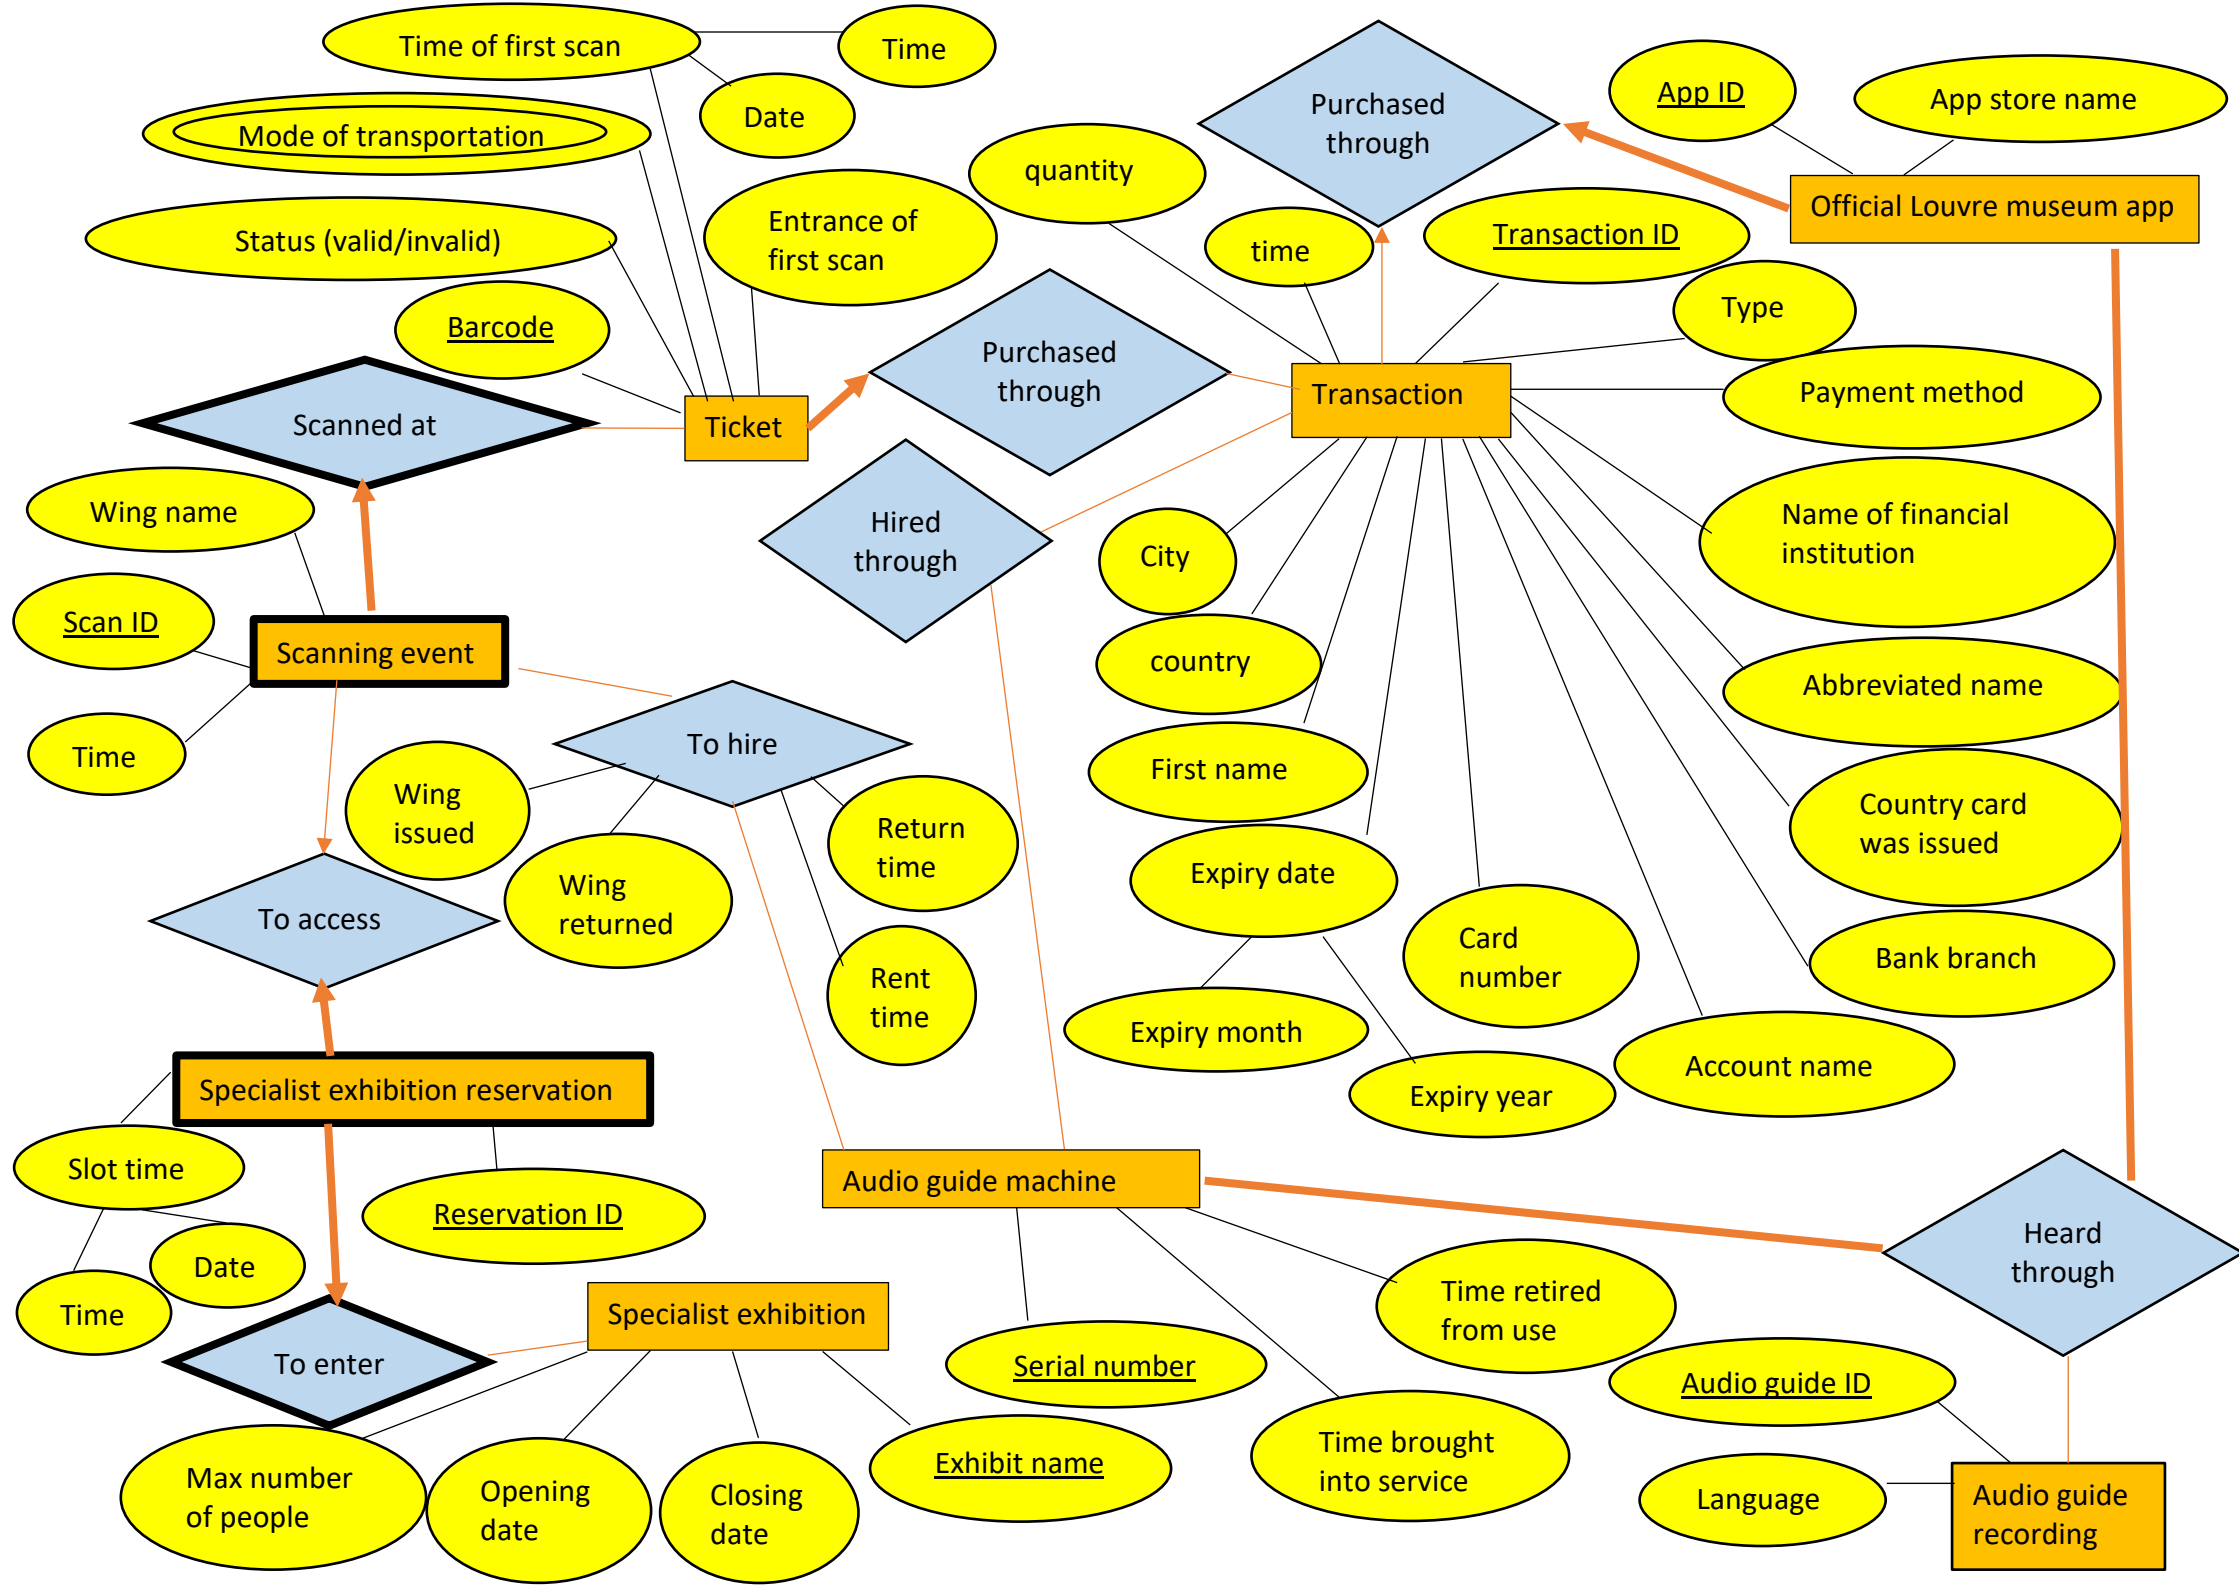 Time of first scan
Time
Date
Mode of transportation
Status (valid/invalid)
Entrance of
first scan
Barcode
Scanned at
Ticket
Purchased
through
quantity
time
Purchased
through
App ID
App store name
Official Louvre museum app
Transaction ID
Type
Transaction
Payment method
Name of financial
institution
Abbreviated name
Country card
was issued
Bank branch
Account name
Card
number
Expiry date
Expiry month
Expiry year
First name
country
City
Hired
through
Wing name
Scan ID
Scanning event
Time
To hire
Wing
issued
Wing
returned
Return
time
Rent
time
To access
Specialist exhibition reservation
Slot time
Reservation ID
Date
Time
To enter
Specialist exhibition
Max number
of people
Opening
date
Closing
date
Exhibit name
Audio guide machine
Serial number
Time retired
from use
Time brought
into service
Heard
through
Audio guide ID
Language
Audio guide
recording